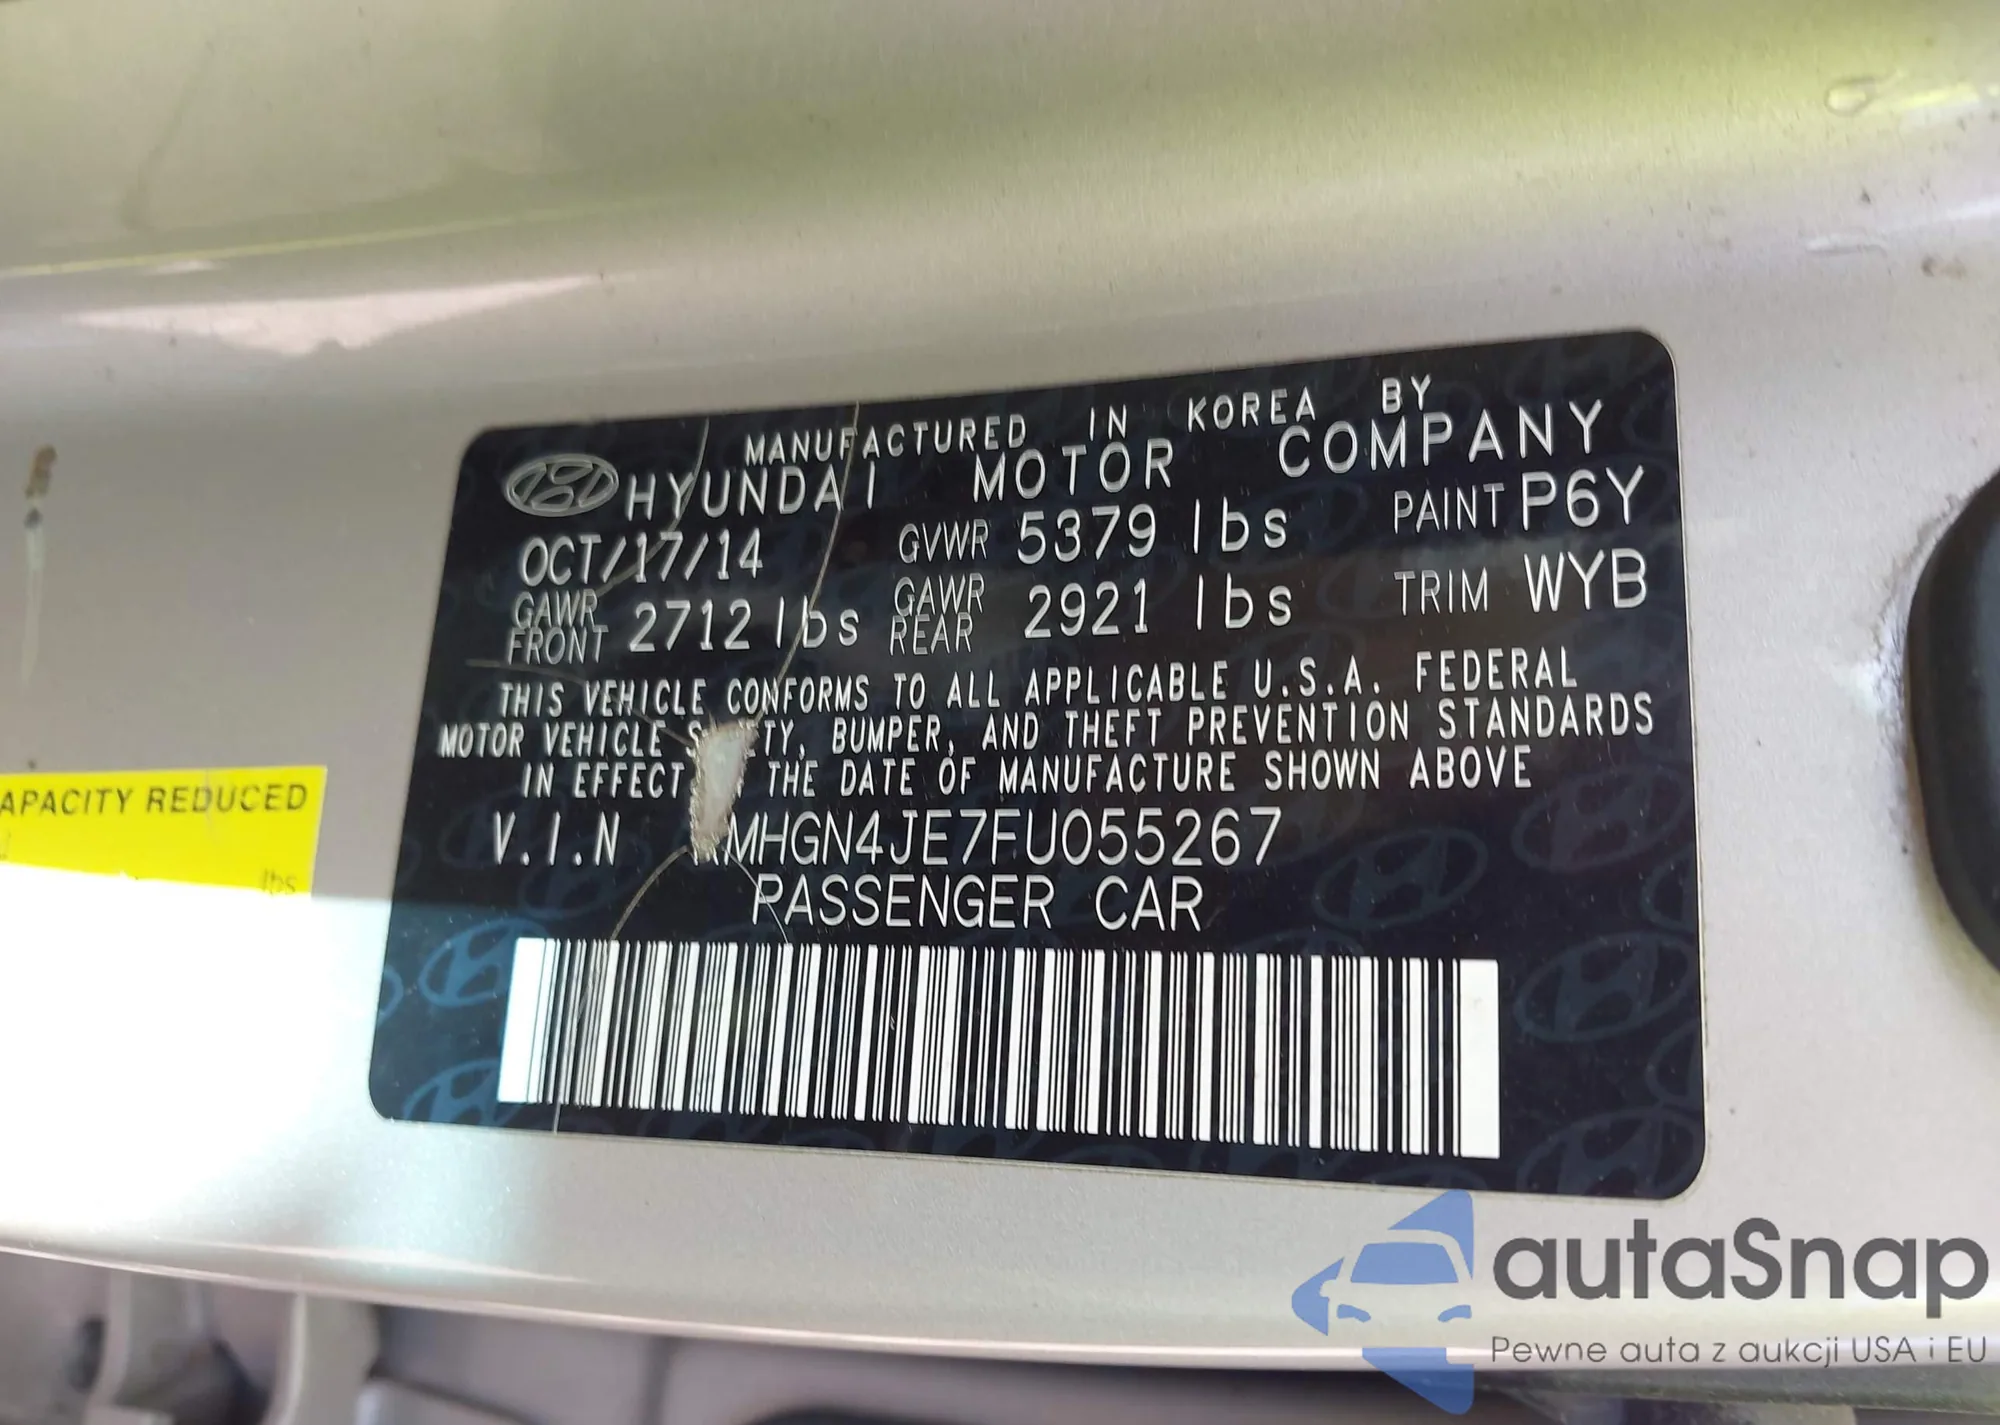 MANUFACTURED IN KOREA BY
HYUNDAI MOTOR COMPANY
OCT/17/14 GVWR 5379 lbs PAINT P6Y
GAWR FRONT 2712 lbs GAWR REAR 2921 lbs TRIM WYB
THIS VEHICLE CONFORMS TO ALL APPLICABLE U.S.A. FEDERAL
MOTOR VEHICLE BUMPER, AND THEFT PREVENTION STANDARDS
IN EFFECT THE DATE OF MANUFACTURE SHOWN ABOVE
V.I.N KMHGN4JE7FU055267
PASSENGER CAR
APACITY REDUCED
lbs
autaSnap
Pewne auta z aukcji USA i EU